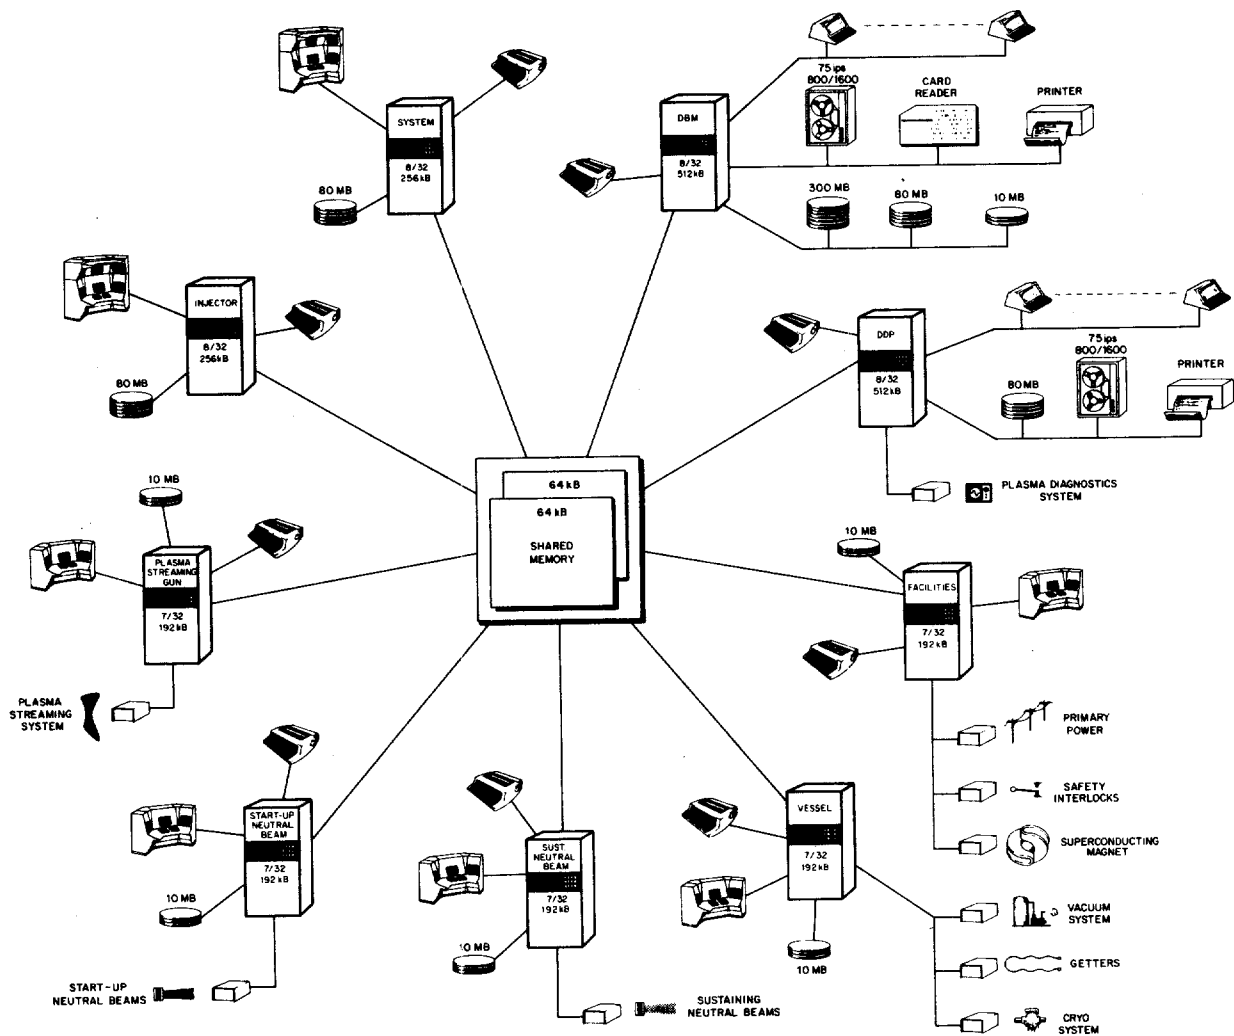 SYSTEM
8/32
256kB
80 MB
DBM
8/32
512kB
75ips
800/1600
CARD
READER
PRINTER
300 MB
80 MB
10 MB
INJECTOR
8/32
256kB
80 MB
DDP
8/32
512kB
75ips
800/1600
80 MB
PRINTER
PLASMA DIAGNOSTICS
SYSTEM
64kB
64kB
SHARED
MEMORY
10 MB
PLASMA
STREAMING
GUN
7/32
192kB
PLASMA
STREAMING
SYSTEM
10 MB
FACILITIES
7/32
192kB
PRIMARY
POWER
SAFETY
INTERLOCKS
SUPERCONDUCTING
MAGNET
START-UP
NEUTRAL
BEAM
7/32
192kB
10 MB
START-UP
NEUTRAL BEAMS
SUST
NEUTRAL
BEAM
7/32
192kB
10 MB
SUSTAINING
NEUTRAL BEAMS
VESSEL
7/32
192kB
10 MB
VACUUM
SYSTEM
GETTERS
CRYO
SYSTEM